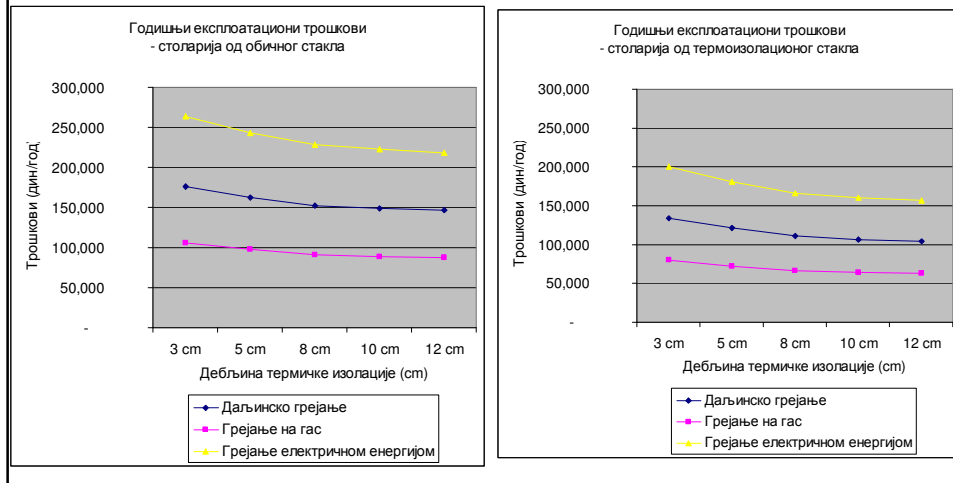 Годишњи експлоатациони трошкови
- столарија од обичног стакла
300,000
250,000
200,000
150,000
100,000
50,000
-
Трошкови (дин/год)
3 cm 5 cm 8 cm 10 cm 12 cm
Дебљина термичке изолације (cm)
Даљинско грејање
Грејање на гас
Грејање електричном енергијом
Годишњи експлоатациони трошкови
- столарија од термоизолационог стакла
300,000
250,000
200,000
150,000
100,000
50,000
-
Трошкови (дин/год)
3 cm 5 cm 8 cm 10 cm 12 cm
Дебљина термичке изолације (cm)
Даљинско грејање
Грејање на гас
Грејање електричном енергијом